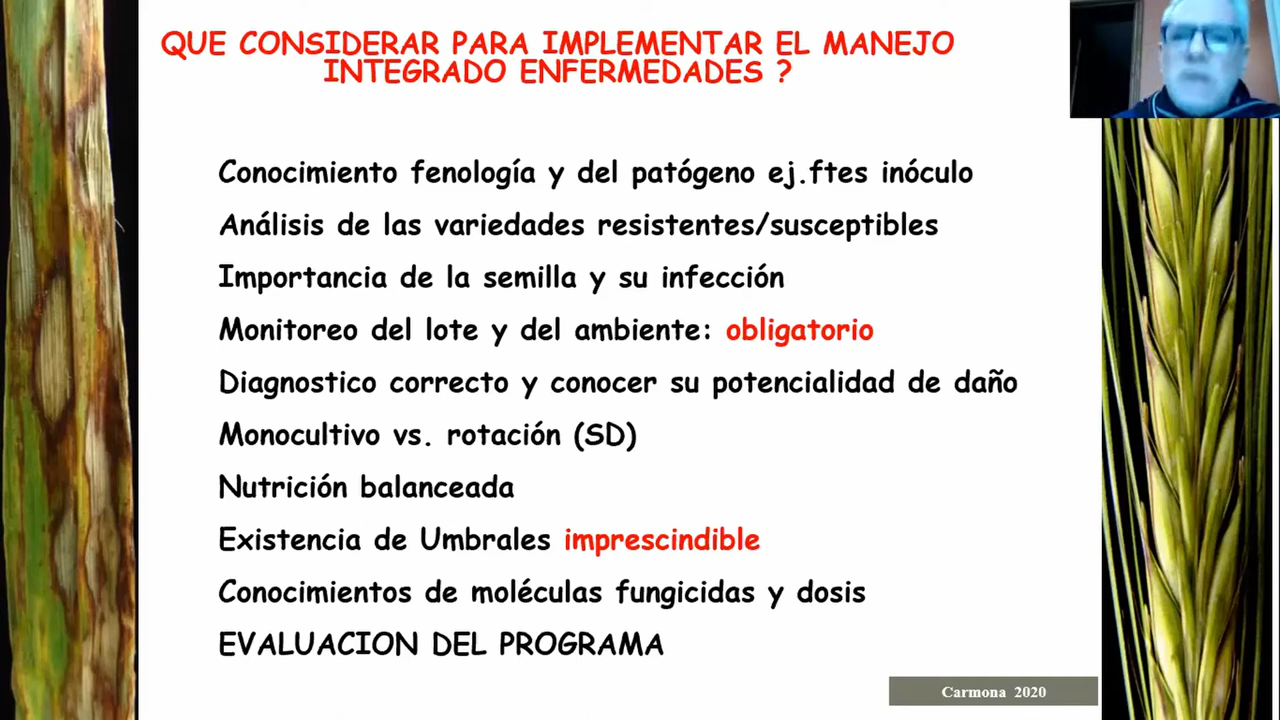 QUE CONSIDERAR PARA IMPLEMENTAR EL MANEJO
INTEGRADO ENFERMEDADES ?
Conocimiento fenología y del patógeno ej.ftes inóculo
Análisis de las variedades resistentes/susceptibles
Importancia de la semilla y su infección
Monitoreo del lote y del ambiente: obligatorio
Diagnostico correcto y conocer su potencialidad de daño
Monocultivo vs. rotación (SD)
Nutrición balanceada
Existencia de Umbrales imprescindible
Conocimientos de moléculas fungicidas y dosis
EVALUACION DEL PROGRAMA
Carmona 2020